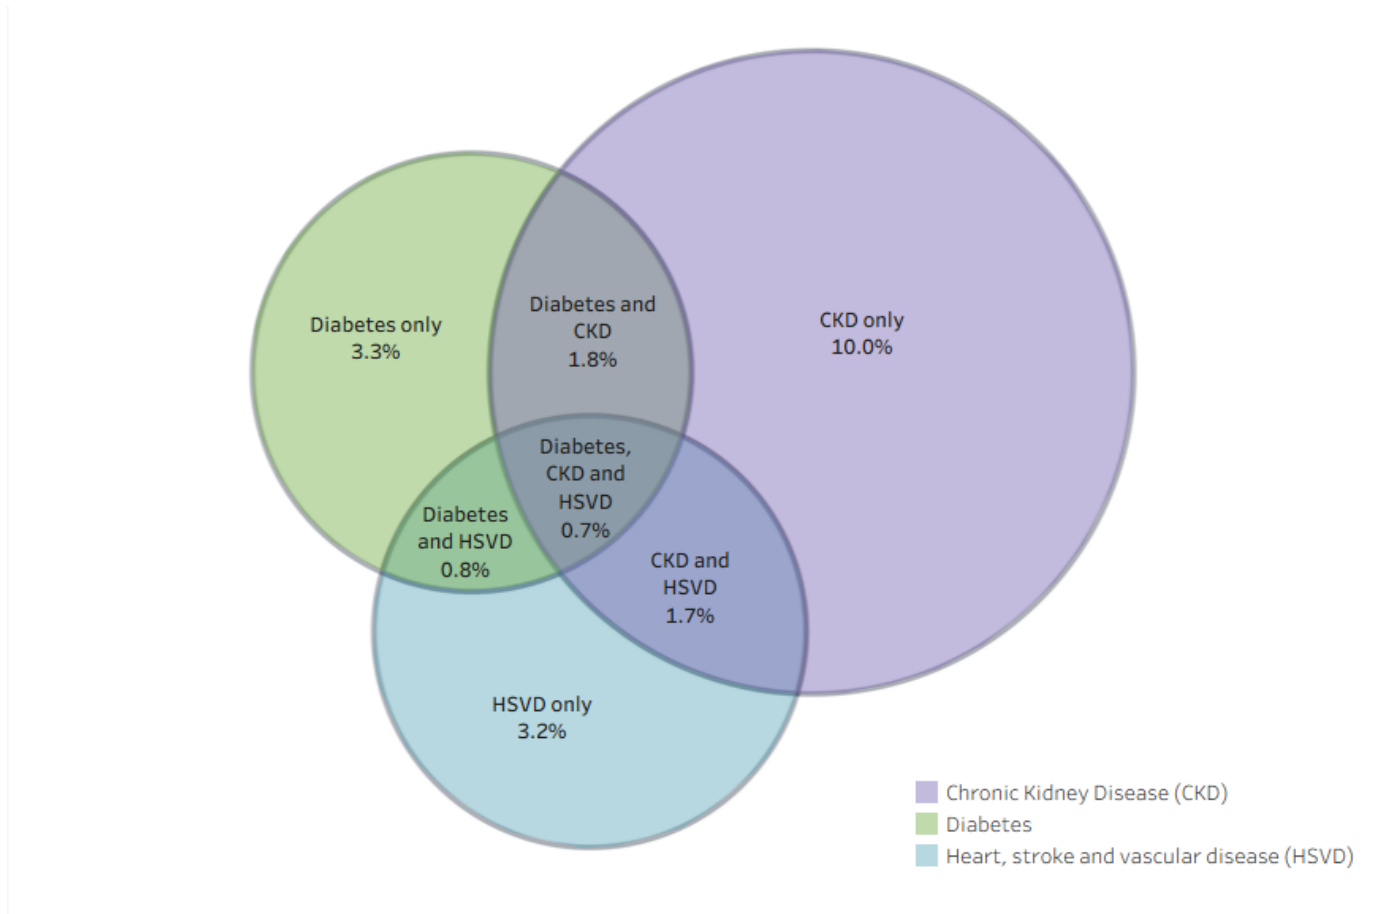 Diabetes only
3.3%
Diabetes and
CKD
1.8%
CKD only
10.0%
Diabetes,
CKD and
HSVD
0.7%
Diabetes
and HSVD
0.8%
CKD and
HSVD
1.7%
HSVD only
3.2%
Chronic Kidney Disease (CKD)
Diabetes
Heart, stroke and vascular disease (HSVD)